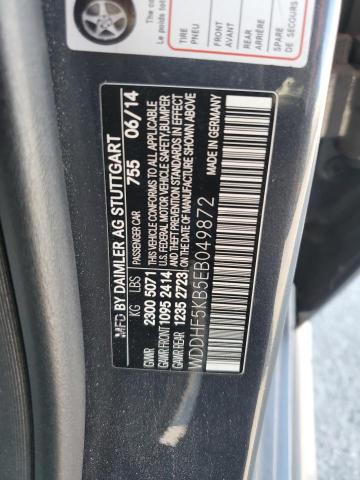 Le poids tot
TIRE
PNEU
FRONT
AVANT
REAR
ARRIÈRE
SPARE
DE SECOURS
MFD BY DAIMLER AG STUTTGART
PASSENGER CAR 755 06/14
KG LBS
GVWR 2300 5071
GAWR FRONT 1095 2414
GAWR REAR 1235 2723
THIS VEHICLE CONFORMS TO ALL APPLICABLE
U.S. FEDERAL MOTOR VEHICLE SAFETY, BUMPER
AND THEFT PREVENTION STANDARDS IN EFFECT
ON THE DATE OF MANUFACTURE SHOWN ABOVE
WDDHF5KB5EB049872
MADE IN GERMANY